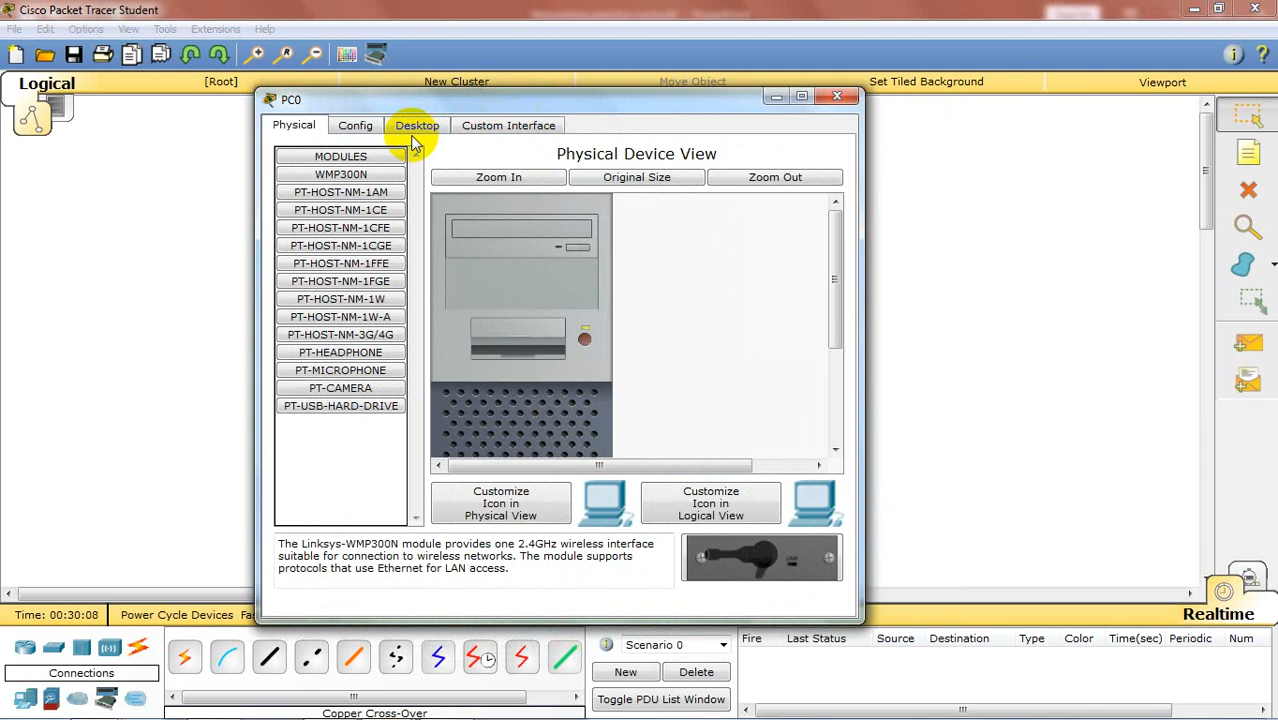 Cisco Packet Tracer Student
File Edit Options View Tools Extensions Help
Logical [Root] New Cluster Move Object Set Tiled Background Viewport
PC0
Physical Config Desktop Custom Interface
MODULES
WMP300N
PT-HOST-NM-1AM
PT-HOST-NM-1CE
PT-HOST-NM-1CFE
PT-HOST-NM-1CGE
PT-HOST-NM-1FFE
PT-HOST-NM-1FGE
PT-HOST-NM-1W
PT-HOST-NM-1W-A
PT-HOST-NM-3G/4G
PT-HEADPHONE
PT-MICROPHONE
PT-CAMERA
PT-USB-HARD-DRIVE
Physical Device View
Zoom In Original Size Zoom Out
Customize
Icon in
Physical View
Customize
Icon in
Logical View
The Linksys-WMP300N module provides one 2.4GHz wireless interface
suitable for connection to wireless networks. The module supports
protocols that use Ethernet for LAN access.
Time: 00:30:08 Power Cycle Devices
Realtime
Connections
Copper Cross-Over
Scenario 0
New Delete
Toggle PDU List Window
Fire Last Status Source Destination Type Color Time(sec) Periodic Num